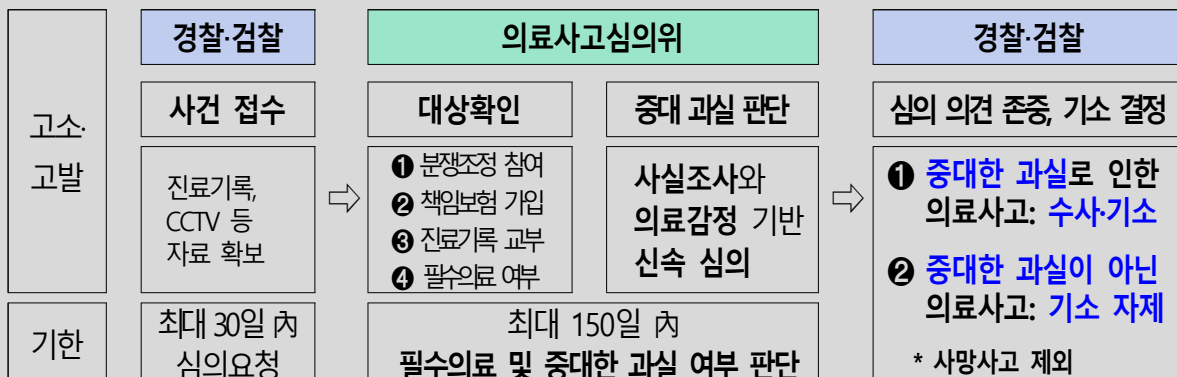 고소·
고발
경찰·검찰
사건 접수
진료기록,
CCTV 등
자료 확보
⇨
의료사고심의위
대상확인
❶ 분쟁조정 참여
❷ 책임보험 가입
❸ 진료기록 교부
❹ 필수의료 여부
중대 과실 판단
사실조사와
의료감정 기반
신속 심의
⇨
경찰·검찰
심의 의견 존중, 기소 결정
❶ 중대한 과실로 인한
의료사고: 수사·기소
❷ 중대한 과실이 아닌
의료사고: 기소 자제
* 사망사고 제외
기한
최대 30일 內
심의요청
최대 150일 內
필수의료 및 중대한 과실 여부 판단